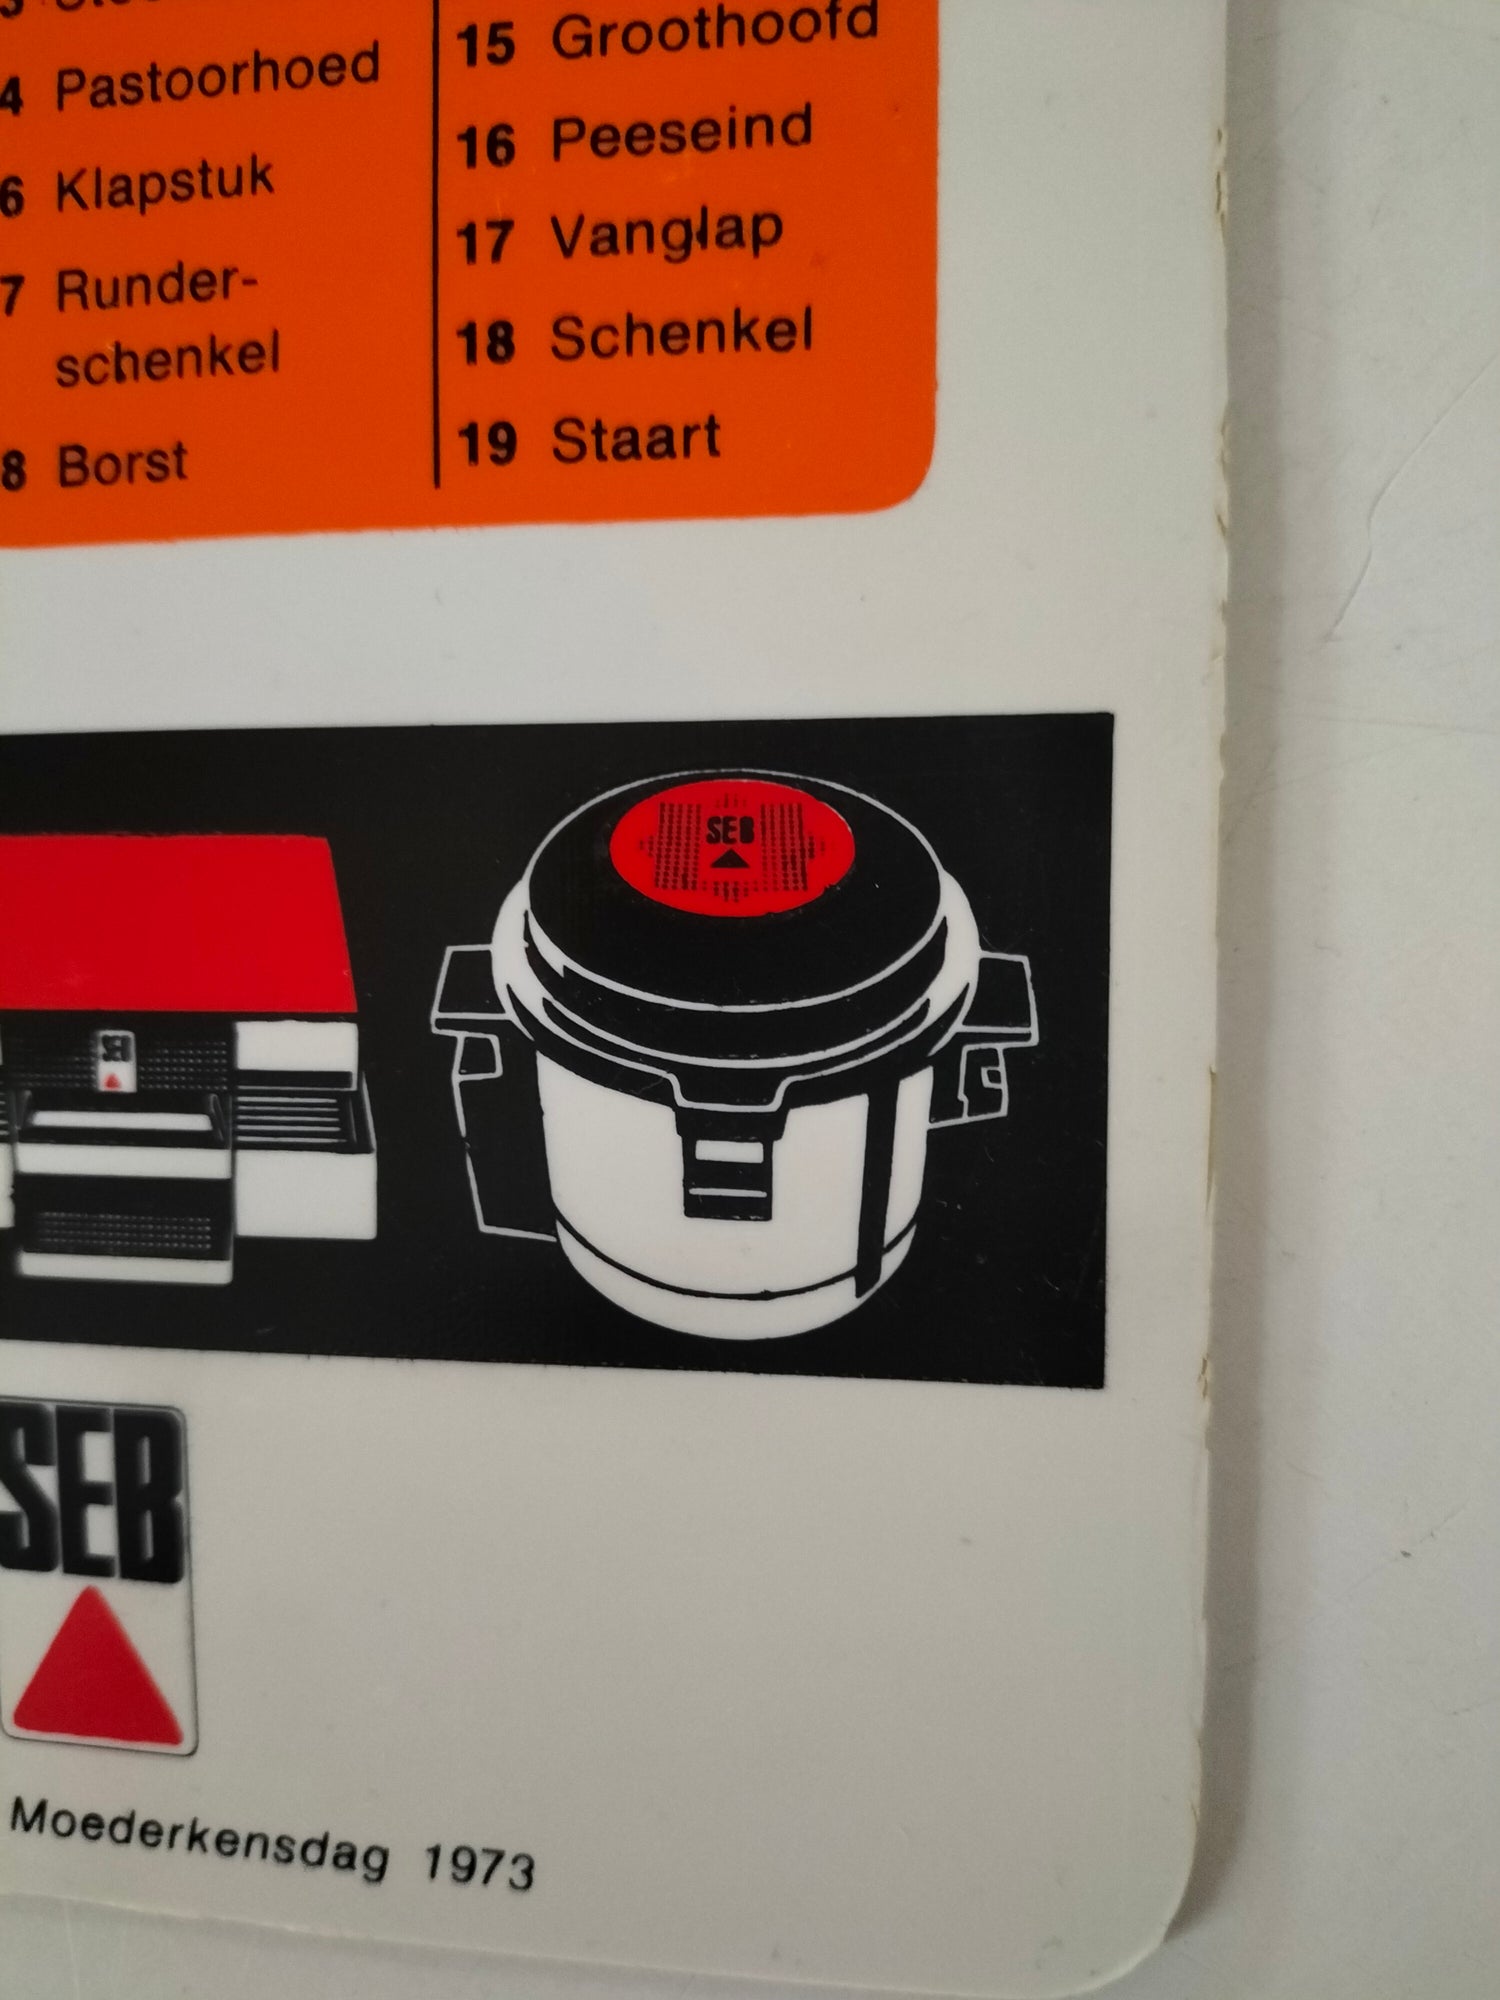 4 Pastoorhoed
6 Klapstuk
7 Runder-
schenkel
8 Borst
15 Groothoofd
16 Peeseind
17 Vanglap
18 Schenkel
19 Staart
SEB
SEB
SEB
Moederkensdag 1973